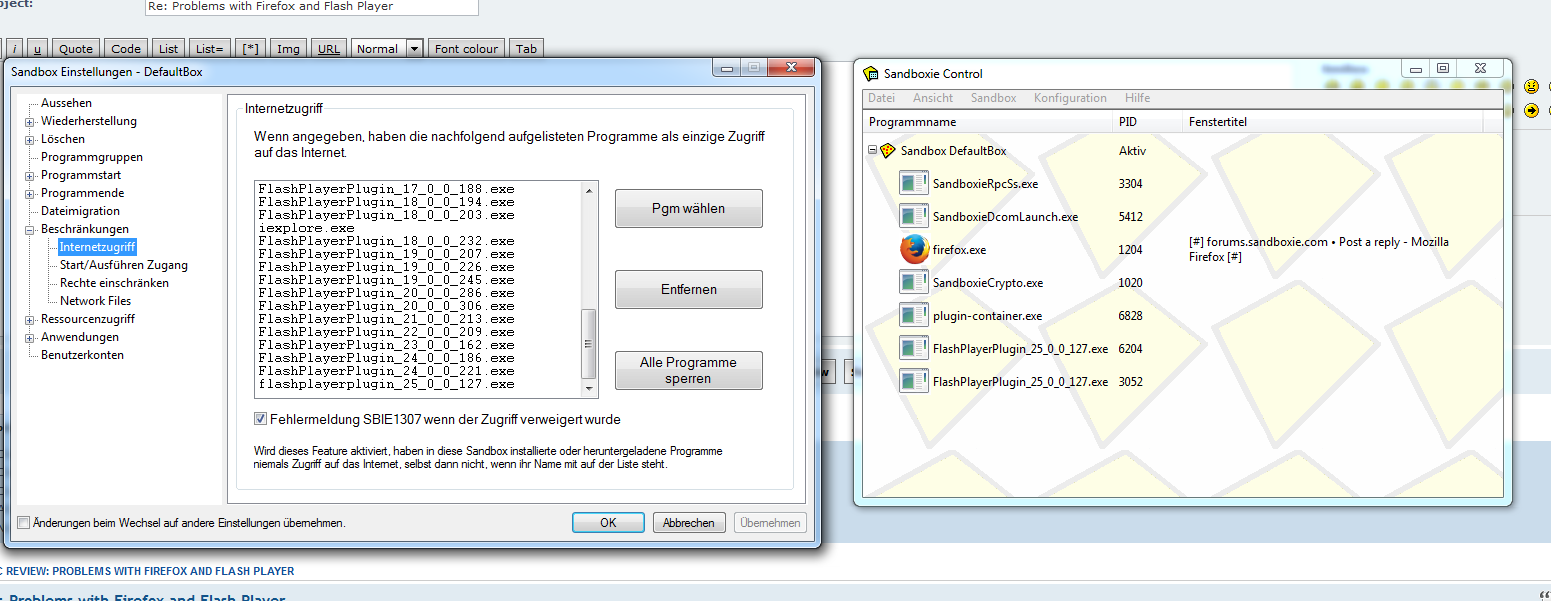 Re: Problems with Firefox and Flash Player
i u Quote Code List List= [*] Img URL Normal Font colour Tab
Sandbox Einstellungen - DefaultBox
Aussehen
Wiederherstellung
Löschen
Programmgruppen
Programmstart
Programmende
Dateimigration
Beschränkungen
Internetzugriff
Start/Ausführen Zugang
Rechte einschränken
Network Files
Ressourcenzugriff
Anwendungen
Benutzerkonten
Internetzugriff
Wenn angegeben, haben die nachfolgend aufgelisteten Programme als einzige Zugriff
auf das Internet.
FlashPlayerPlugin_17_0_0_188.exe
FlashPlayerPlugin_18_0_0_194.exe
FlashPlayerPlugin_18_0_0_203.exe
iexplore.exe
FlashPlayerPlugin_18_0_0_232.exe
FlashPlayerPlugin_19_0_0_207.exe
FlashPlayerPlugin_19_0_0_226.exe
FlashPlayerPlugin_19_0_0_245.exe
FlashPlayerPlugin_20_0_0_286.exe
FlashPlayerPlugin_20_0_0_306.exe
FlashPlayerPlugin_21_0_0_213.exe
FlashPlayerPlugin_22_0_0_209.exe
FlashPlayerPlugin_23_0_0_162.exe
FlashPlayerPlugin_24_0_0_186.exe
FlashPlayerPlugin_24_0_0_221.exe
flashplayerplugin_25_0_0_127.exe
Pgm wählen
Entfernen
Alle Programme
sperren
Fehlermeldung SBIE1307 wenn der Zugriff verweigert wurde
Wird dieses Feature aktiviert, haben in diese Sandbox installierte oder heruntergeladene Programme
niemals Zugriff auf das Internet, selbst dann nicht, wenn ihr Name mit auf der Liste steht.
Änderungen beim Wechsel auf andere Einstellungen übernehmen.
OK Abbrechen Übernehmen
Sandboxie Control
Datei Ansicht Sandbox Konfiguration Hilfe
Programmname PID Fenstertitel
Sandbox DefaultBox Aktiv
SandboxieRpcSs.exe 3304
SandboxieDcomLaunch.exe 5412
firefox.exe 1204 [#] forums.sandboxie.com • Post a reply - Mozilla
Firefox [#]
SandboxieCrypto.exe 1020
plugin-container.exe 6828
FlashPlayerPlugin_25_0_0_127.exe 6204
FlashPlayerPlugin_25_0_0_127.exe 3052
REVIEW: PROBLEMS WITH FIREFOX AND FLASH PLAYER
: Problems with Firefox and Flash Player